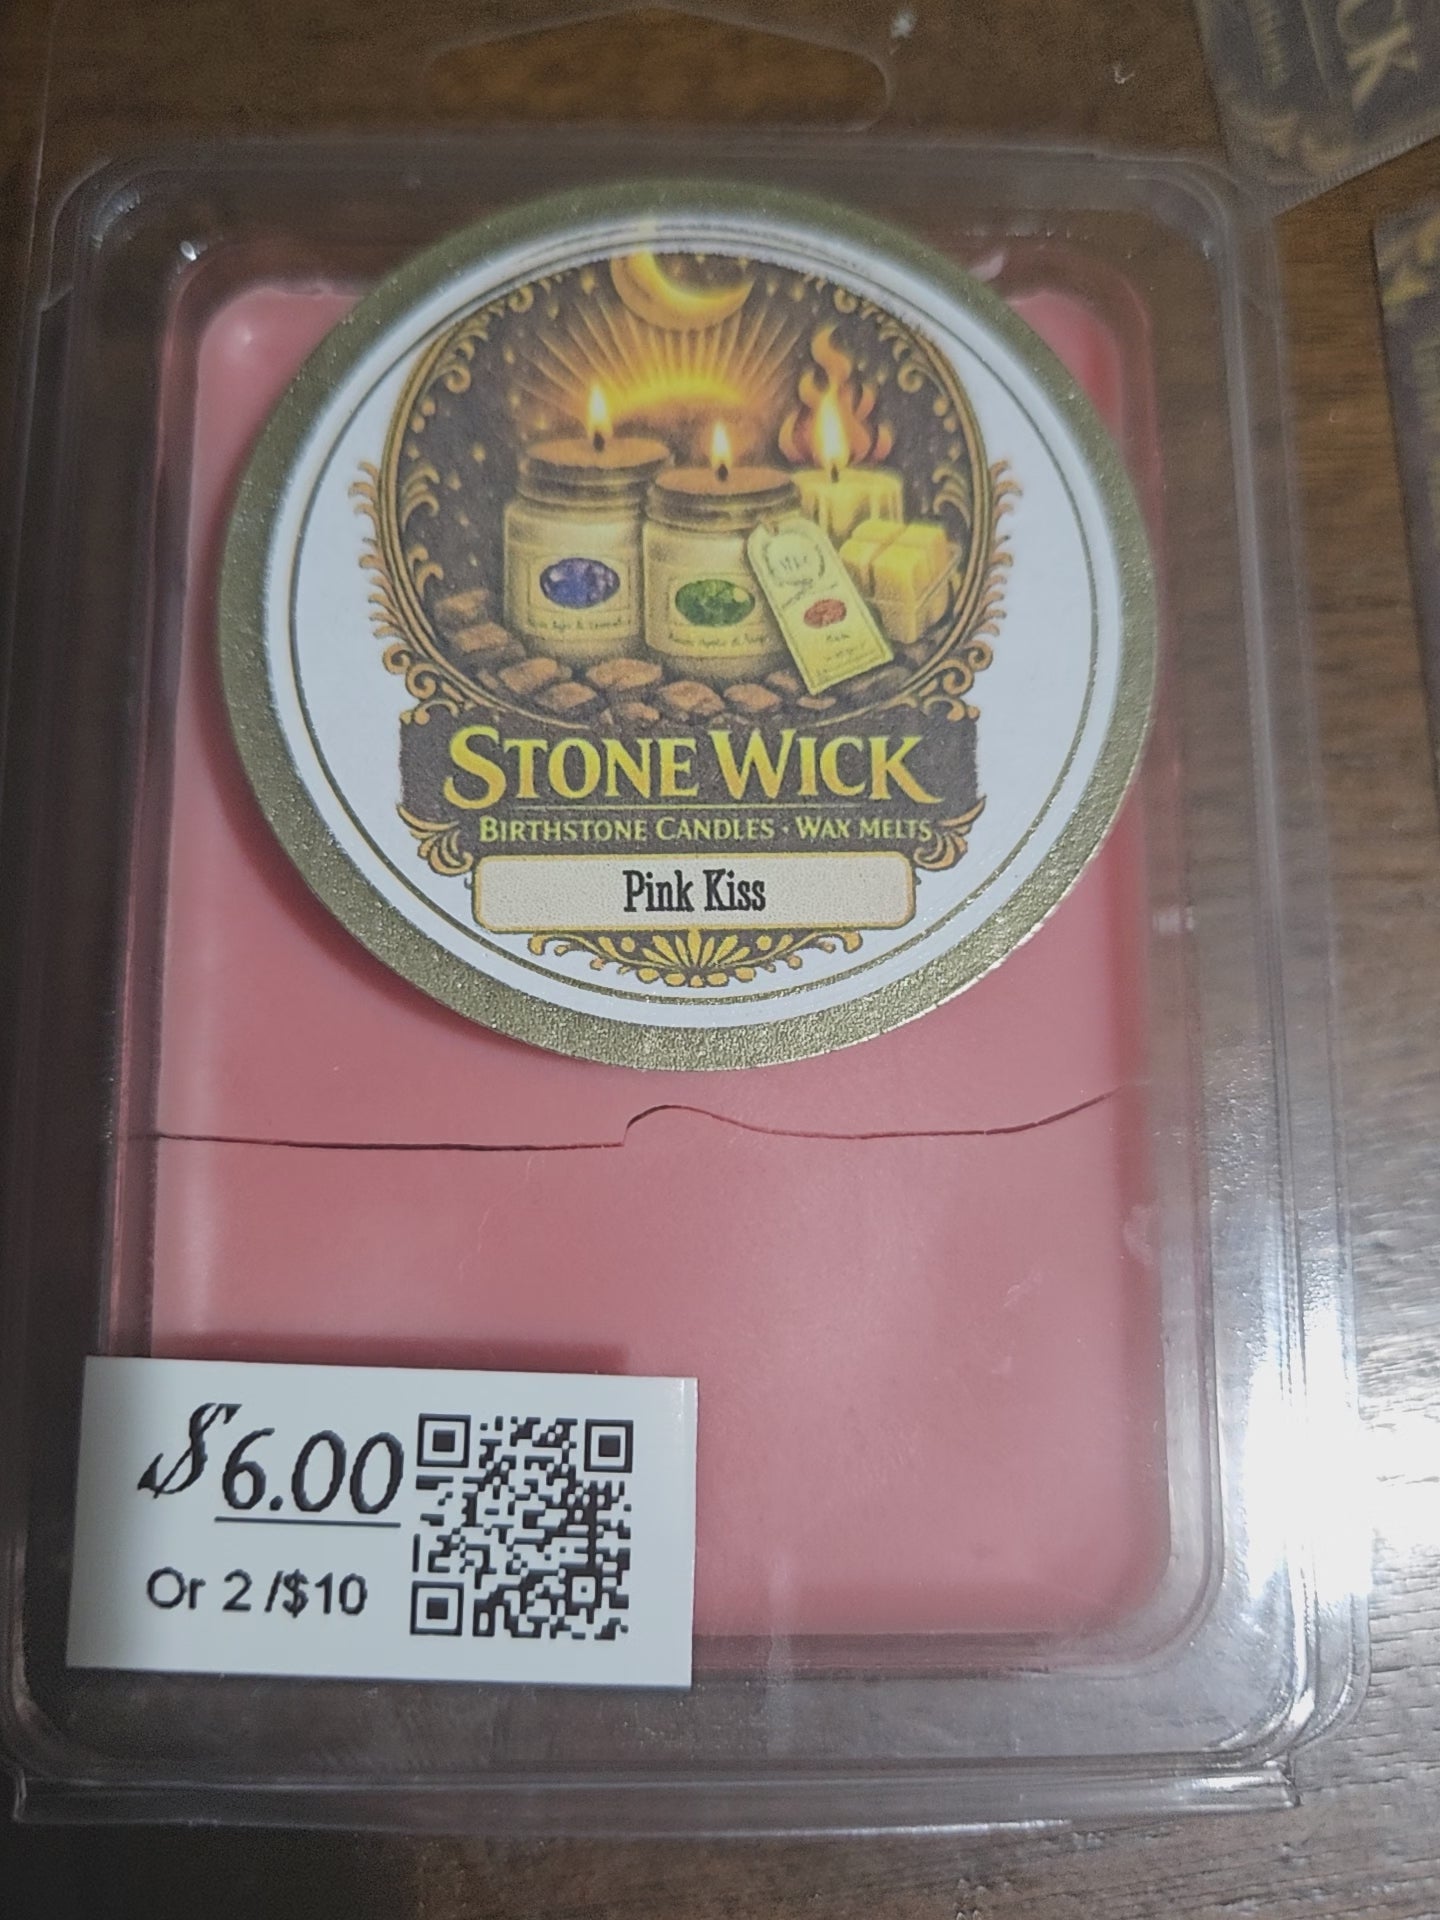 STONE WICK
BIRTHSTONE CANDLES · WAX MELTS
Pink Kiss
$6.00
Or 2 /$10